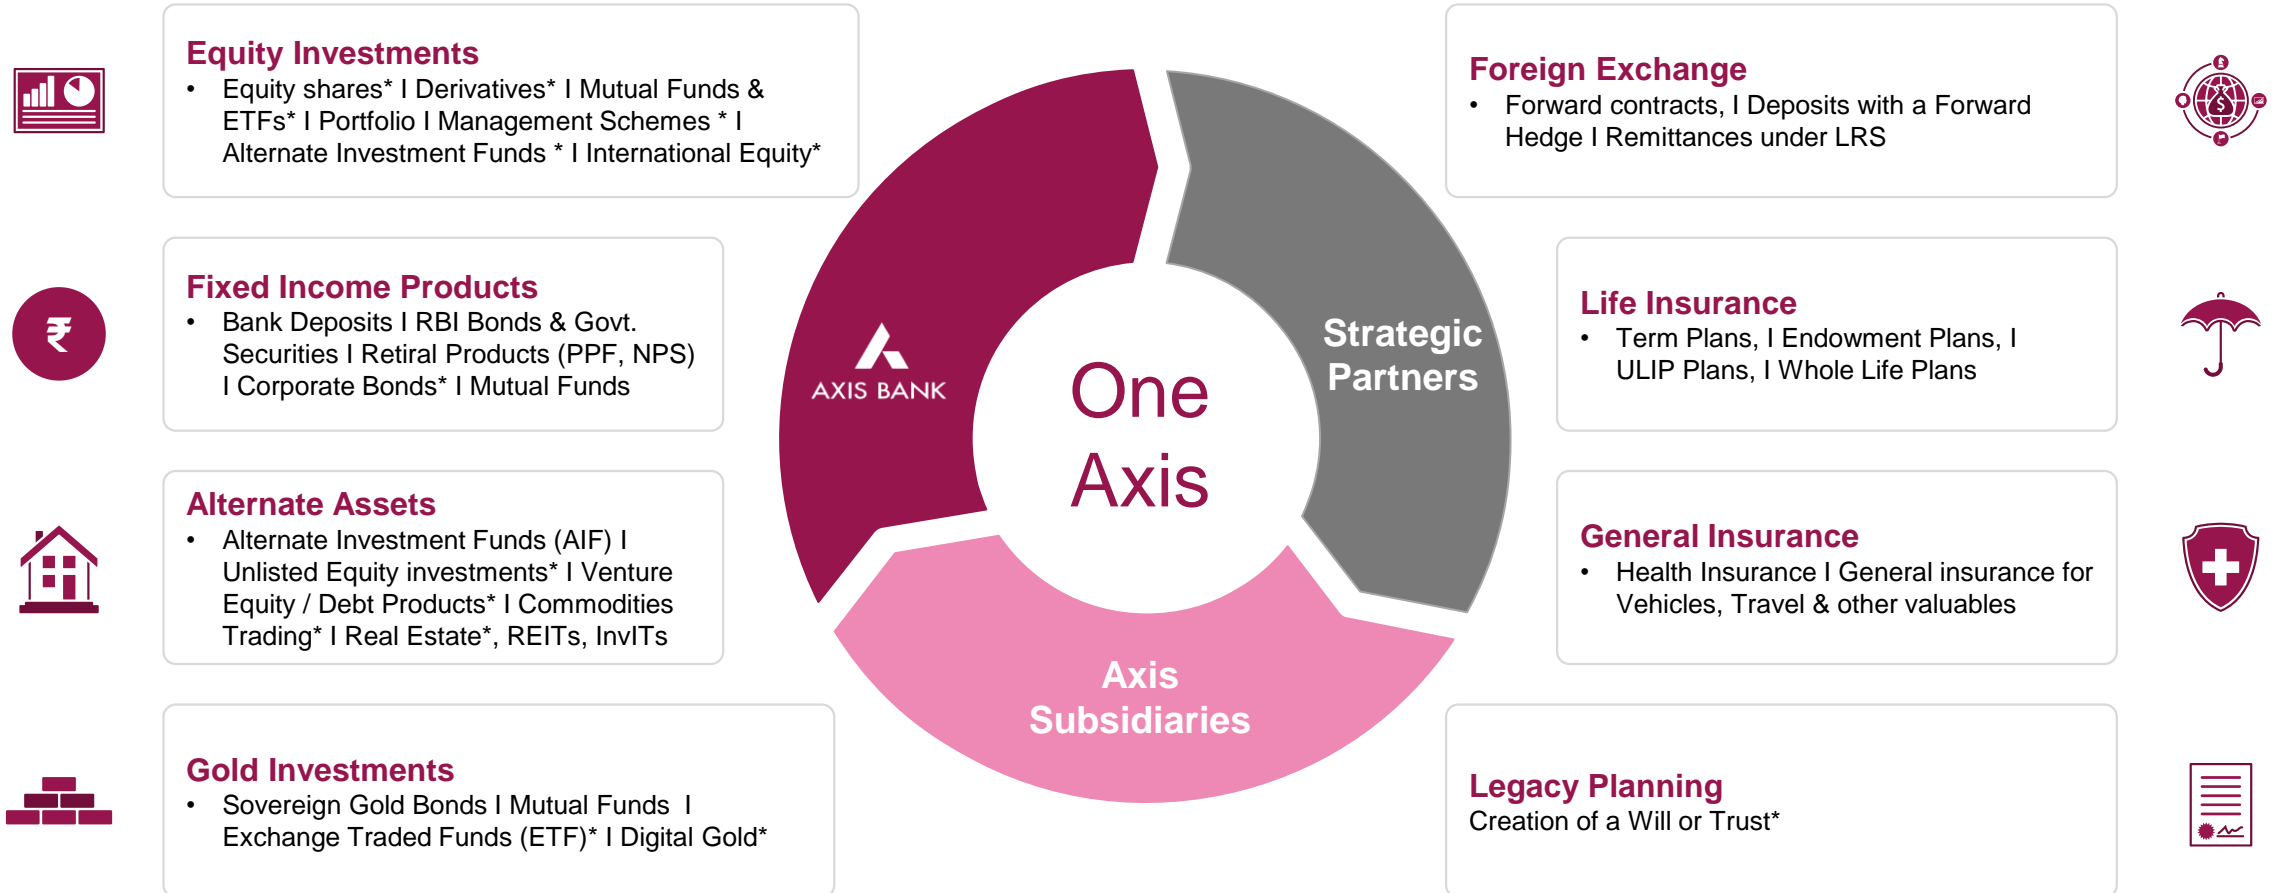 Equity Investments
• Equity shares* I Derivatives* I Mutual Funds &
ETFs* I Portfolio I Management Schemes * I
Alternate Investment Funds * I International Equity*
Fixed Income Products
• Bank Deposits I RBI Bonds & Govt.
Securities I Retiral Products (PPF, NPS)
I Corporate Bonds* I Mutual Funds
Alternate Assets
• Alternate Investment Funds (AIF) I
Unlisted Equity investments* I Venture
Equity / Debt Products* I Commodities
Trading* I Real Estate*, REITs, InvITs
Gold Investments
• Sovereign Gold Bonds I Mutual Funds I
Exchange Traded Funds (ETF)* I Digital Gold*
₹
AXIS BANK
One
Axis
Strategic
Partners
Axis
Subsidiaries
Foreign Exchange
• Forward contracts, I Deposits with a Forward
Hedge I Remittances under LRS
$
Life Insurance
• Term Plans, I Endowment Plans, I
ULIP Plans, I Whole Life Plans
General Insurance
• Health Insurance I General insurance for
Vehicles, Travel & other valuables
Legacy Planning
Creation of a Will or Trust*